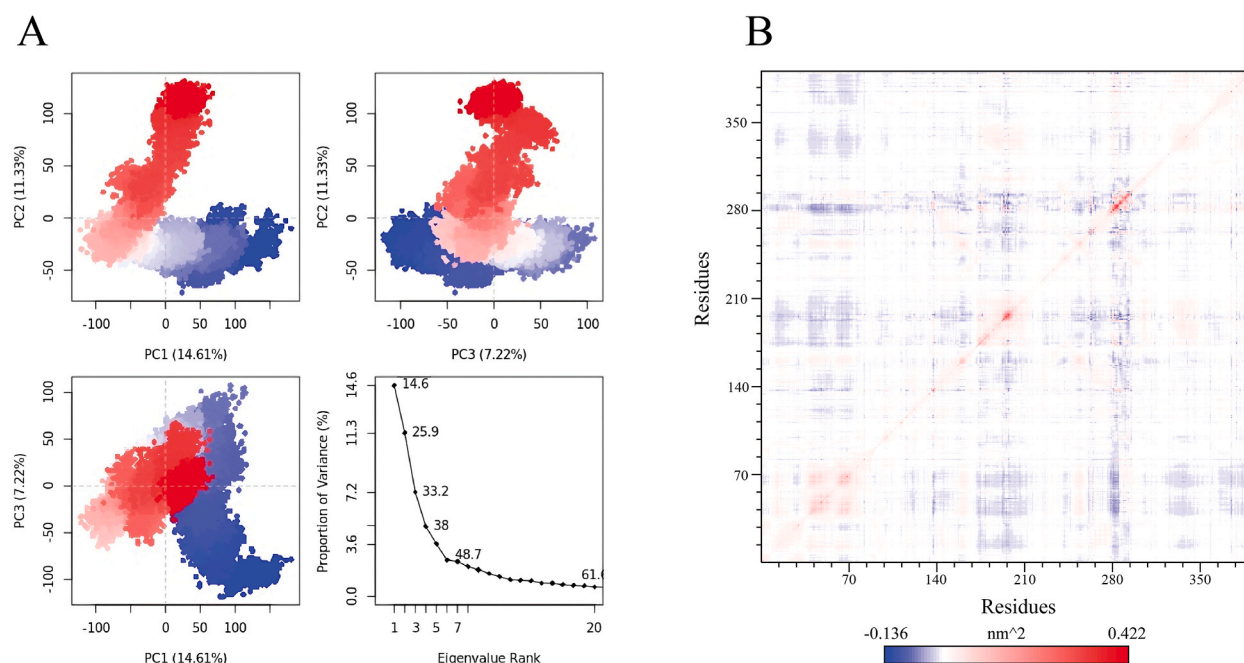 A
PC2 (11.33%)
100
50
0
-50
-100 0 50 100
PC1 (14.61%)
PC2 (11.33%)
100
50
0
-50
-100 -50 0 50 100
PC3 (7.22%)
PC3 (7.22%)
100
50
0
-50
-100
-100 0 50 100
PC1 (14.61%)
Proportion of Variance (%)
14.6
11.3
7.2
3.6
0.0
14.6
25.9
33.2
38
48.7
1 3 5 7 20
Eigenvalue Rank
B
Residues
350
280
210
140
70
70 140 210 280 350
Residues
-0.136 nm^2 0.422